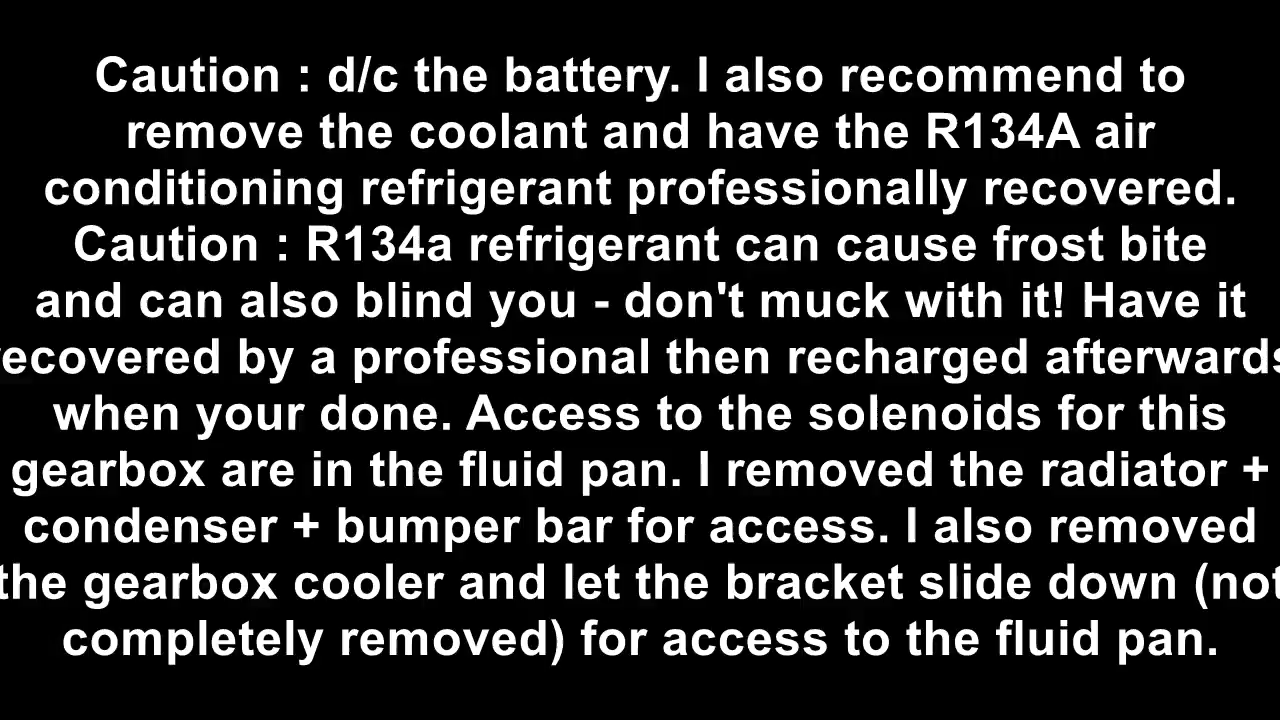 Caution : d/c the battery. I also recommend to
remove the coolant and have the R134A air
conditioning refrigerant professionally recovered.
Caution : R134a refrigerant can cause frost bite
and can also blind you - don't muck with it! Have it
recovered by a professional then recharged afterwards
when your done. Access to the solenoids for this
gearbox are in the fluid pan. I removed the radiator +
condenser + bumper bar for access. I also removed
the gearbox cooler and let the bracket slide down (not
completely removed) for access to the fluid pan.